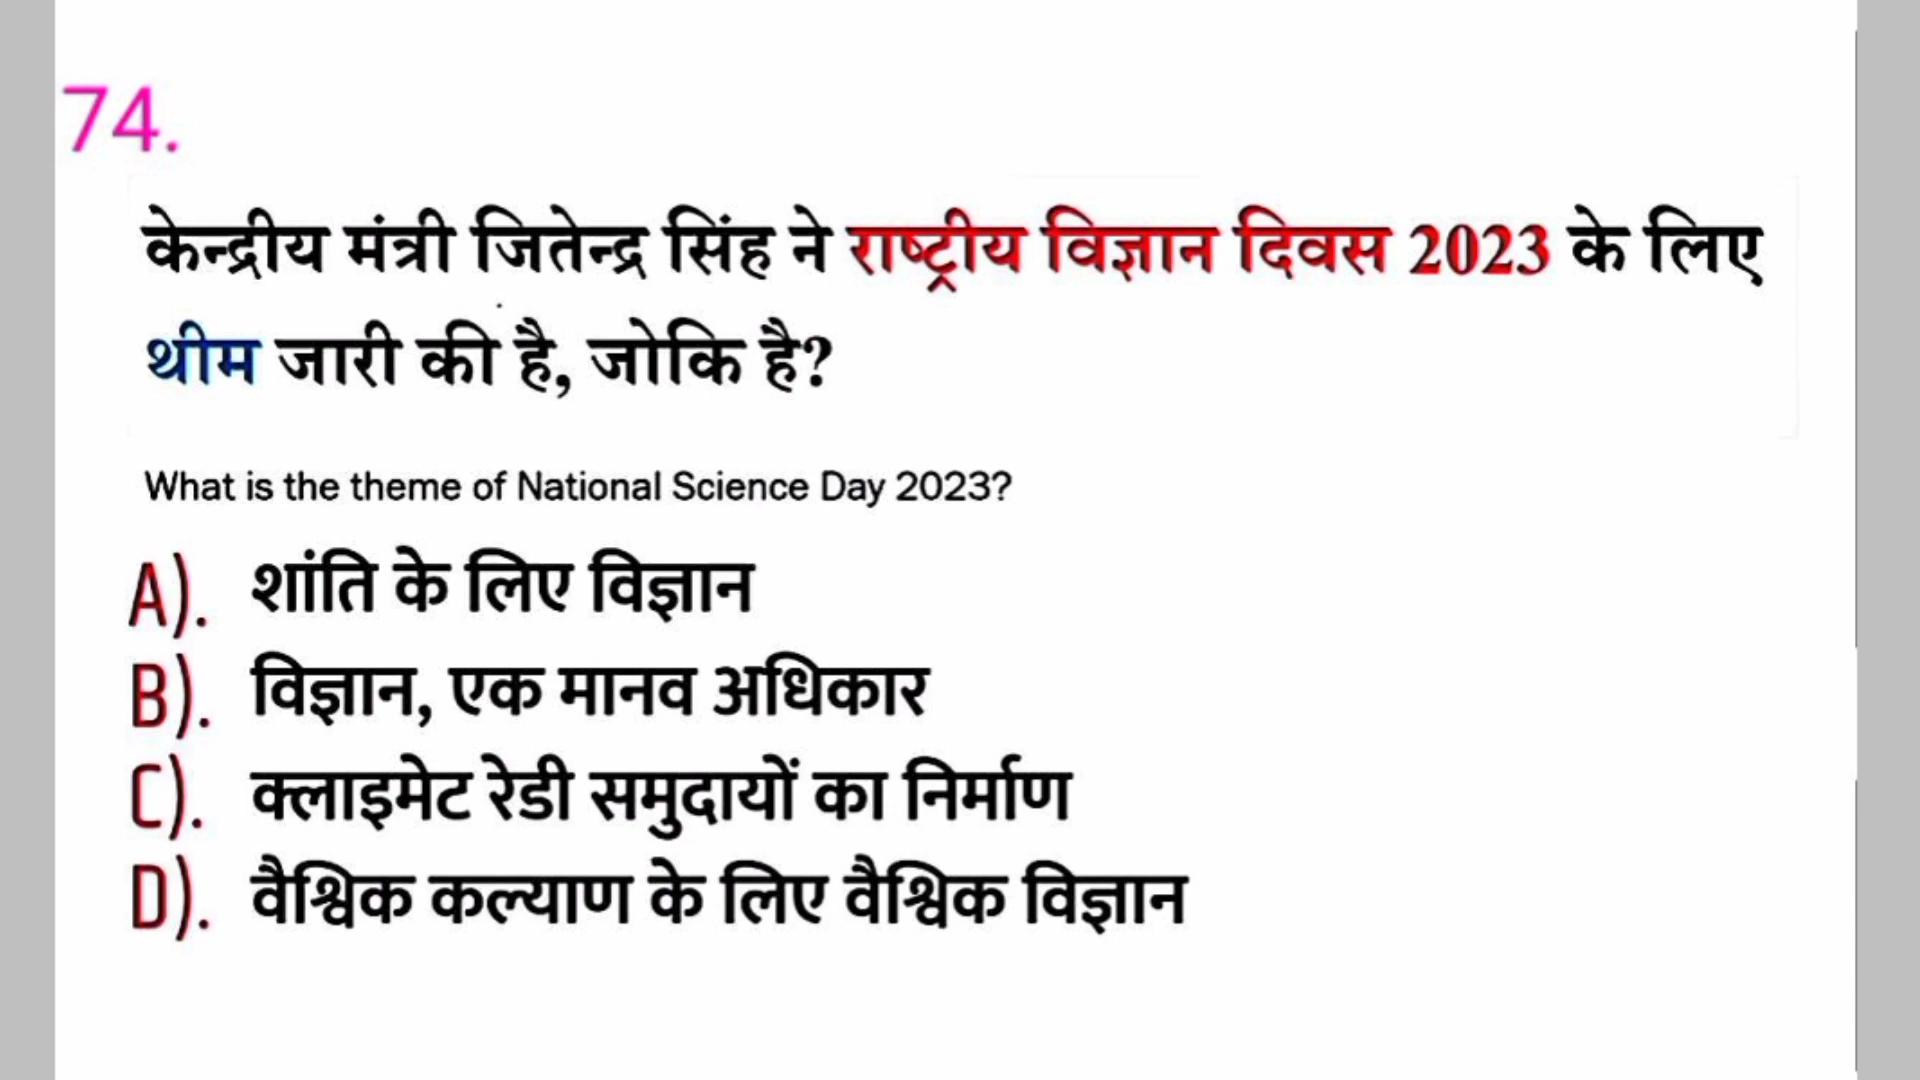 74.
केन्द्रीय मंत्री जितेन्द्र सिंह ने राष्ट्रीय विज्ञान दिवस 2023 के लिए
थीम जारी की है, जोकि है?
What is the theme of National Science Day 2023?
A). शांति के लिए विज्ञान
B). विज्ञान, एक मानव अधिकार
C). क्लाइमेट रेडी समुदायों का निर्माण
D). वैश्विक कल्याण के लिए वैश्विक विज्ञान